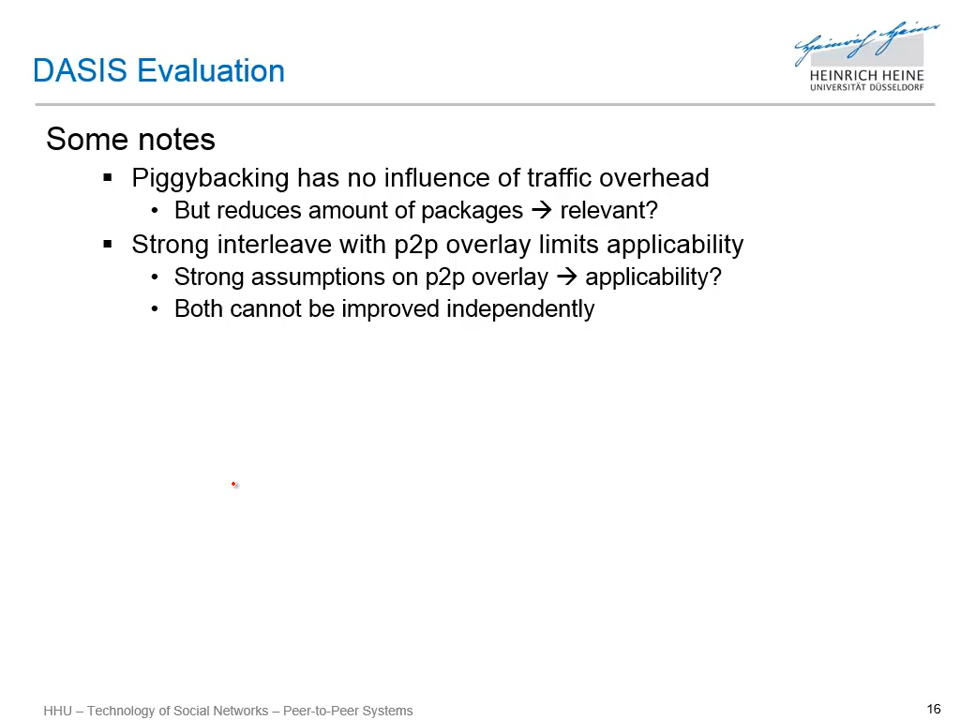 DASIS Evaluation
Heinrich Heine
HEINRICH HEINE
UNIVERSITÄT DÜSSELDORF
Some notes
▪ Piggybacking has no influence of traffic overhead
• But reduces amount of packages → relevant?
▪ Strong interleave with p2p overlay limits applicability
• Strong assumptions on p2p overlay → applicability?
• Both cannot be improved independently
HHU – Technology of Social Networks – Peer-to-Peer Systems
16